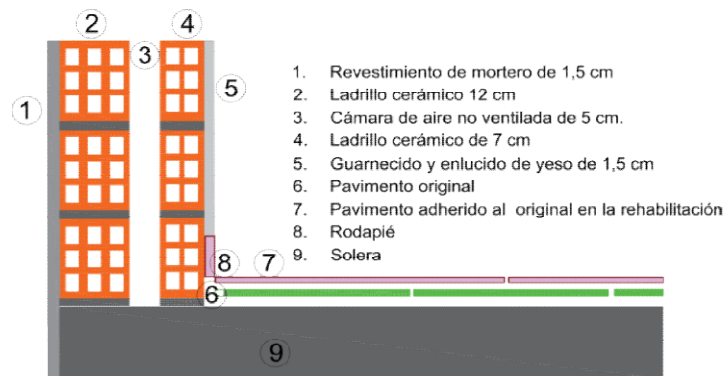 2
4
3
5
1
1. Revestimiento de mortero de 1,5 cm
2. Ladrillo cerámico 12 cm
3. Cámara de aire no ventilada de 5 cm.
4. Ladrillo cerámico de 7 cm
5. Guarnecido y enlucido de yeso de 1,5 cm
6. Pavimento original
7. Pavimento adherido al original en la rehabilitación
8. Rodapié
9. Solera
8
7
6
9